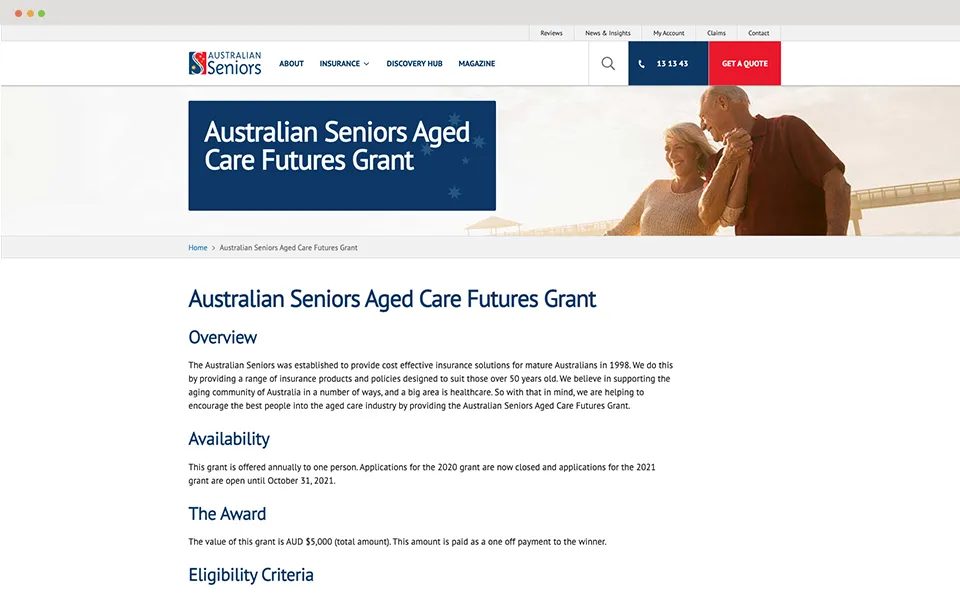 Reviews
News & Insights
My Account
Claims
Contact
AUSTRALIAN
Seniors
ABOUT
INSURANCE
DISCOVERY HUB
MAGAZINE
13 13 43
GET A QUOTE
Australian Seniors Aged
Care Futures Grant
Home > Australian Seniors Aged Care Futures Grant
Australian Seniors Aged Care Futures Grant
Overview
The Australian Seniors was established to provide cost effective insurance solutions for mature Australians in 1998. We do this
by providing a range of insurance products and policies designed to suit those over 50 years old. We believe in supporting the
aging community of Australia in a number of ways, and a big area is healthcare. So with that in mind, we are helping to
encourage the best people into the aged care industry by providing the Australian Seniors Aged Care Futures Grant.
Availability
This grant is offered annually to one person. Applications for the 2020 grant are now closed and applications for the 2021
grant are open until October 31, 2021.
The Award
The value of this grant is AUD $5,000 (total amount). This amount is paid as a one off payment to the winner.
Eligibility Criteria